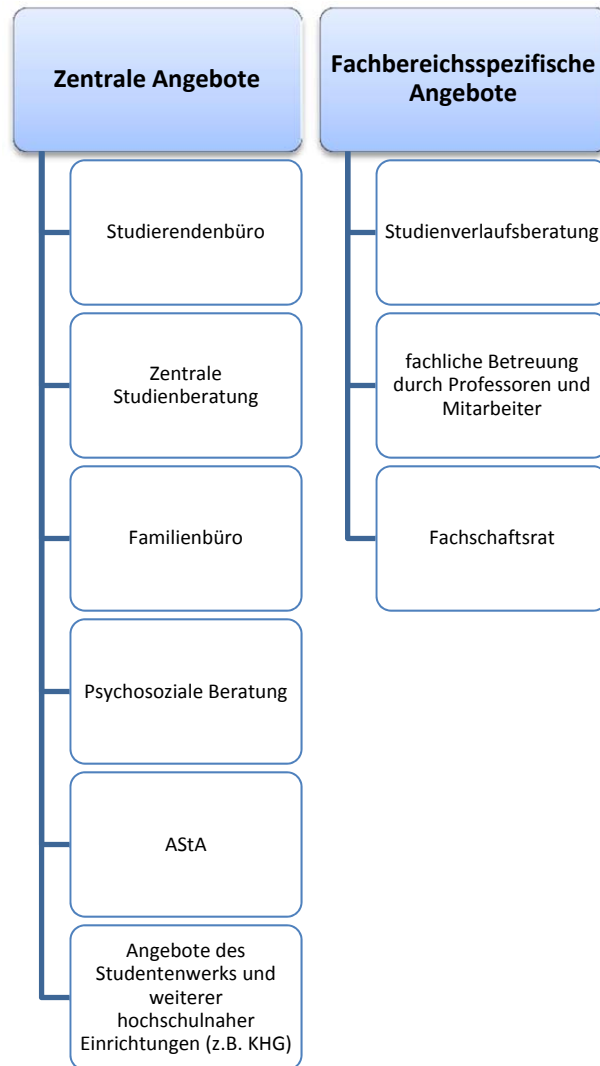 Zentrale Angebote
Studierendenbüro
Zentrale
Studienberatung
Familienbüro
Psychosoziale Beratung
AStA
Angebote des
Studentenwerks und
weiterer
hochschulnaher
Einrichtungen (z.B. KHG)
Fachbereichsspezifische
Angebote
Studienverlaufsberatung
fachliche Betreuung
durch Professoren und
Mitarbeiter
Fachschaftsrat